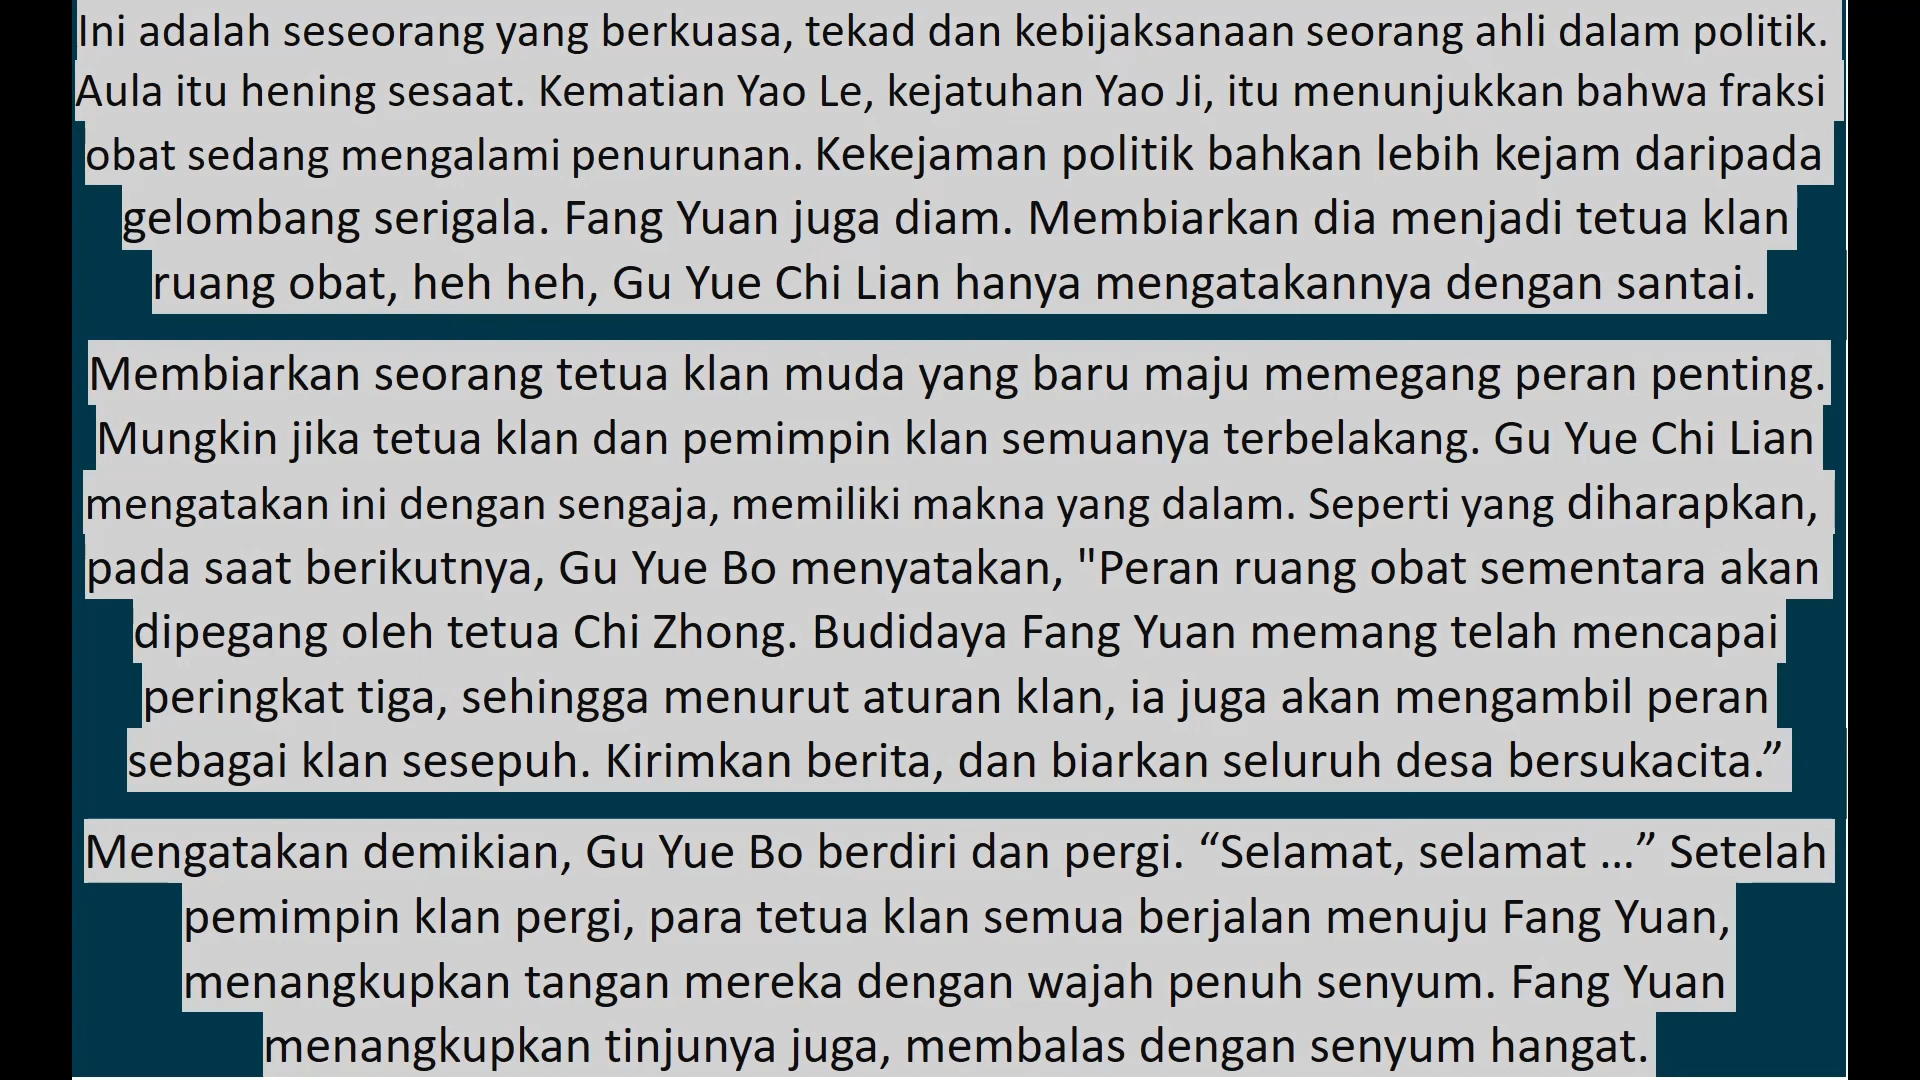 Ini adalah seseorang yang berkuasa, tekad dan kebijaksanaan seorang ahli dalam politik.
Aula itu hening sesaat. Kematian Yao Le, kejatuhan Yao Ji, itu menunjukkan bahwa fraksi
obat sedang mengalami penurunan. Kekejaman politik bahkan lebih kejam daripada
gelombang serigala. Fang Yuan juga diam. Membiarkan dia menjadi tetua klan
ruang obat, heh heh, Gu Yue Chi Lian hanya mengatakannya dengan santai.
Membiarkan seorang tetua klan muda yang baru maju memegang peran penting.
Mungkin jika tetua klan dan pemimpin klan semuanya terbelakang. Gu Yue Chi Lian
mengatakan ini dengan sengaja, memiliki makna yang dalam. Seperti yang diharapkan,
pada saat berikutnya, Gu Yue Bo menyatakan, "Peran ruang obat sementara akan
dipegang oleh tetua Chi Zhong. Budidaya Fang Yuan memang telah mencapai
peringkat tiga, sehingga menurut aturan klan, ia juga akan mengambil peran
sebagai klan sesepuh. Kirimkan berita, dan biarkan seluruh desa bersukacita.”
Mengatakan demikian, Gu Yue Bo berdiri dan pergi. “Selamat, selamat ...” Setelah
pemimpin klan pergi, para tetua klan semua berjalan menuju Fang Yuan,
menangkupkan tangan mereka dengan wajah penuh senyum. Fang Yuan
menangkupkan tinjunya juga, membalas dengan senyum hangat.